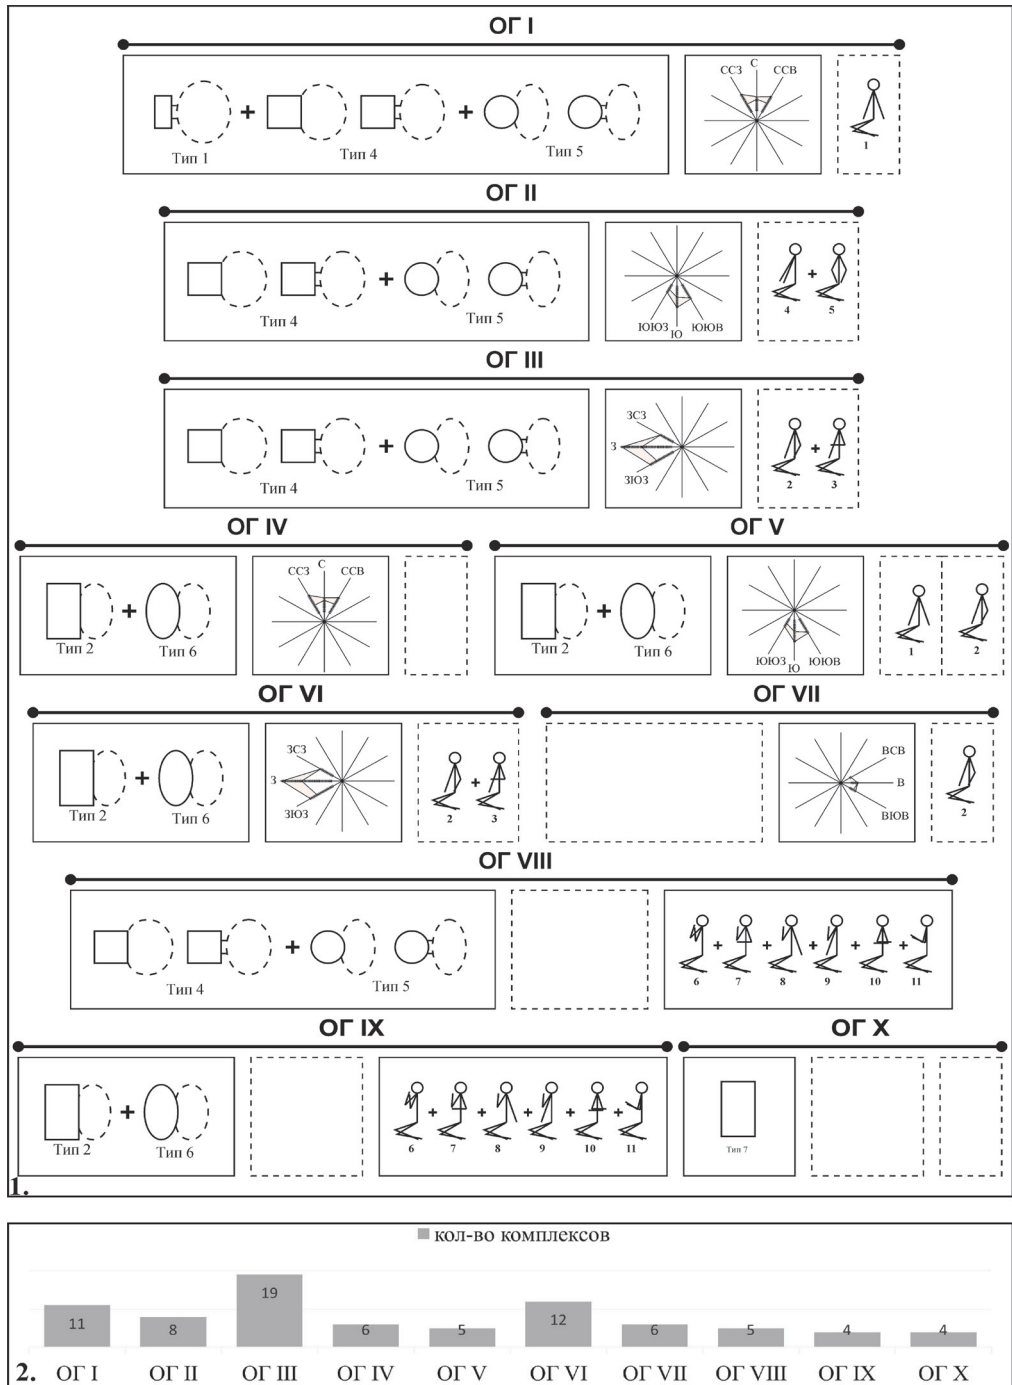 ОГ I
Тип 1
Тип 4
Тип 5
ССЗ С ССВ
1
ОГ II
Тип 4
Тип 5
ЮЮЗ Ю ЮЮВ
4 + 5
ОГ III
Тип 4
Тип 5
ЗСЗ
З
ЗЮЗ
2 + 3
ОГ IV
Тип 2
Тип 6
ССЗ С ССВ
ОГ V
Тип 2
Тип 6
ЮЮЗ Ю ЮЮВ
1 2
ОГ VI
Тип 2
Тип 6
ЗСЗ
З
ЗЮЗ
2 + 3
ОГ VII
ВСВ
В
ВЮВ
2
ОГ VIII
Тип 4
Тип 5
6 + 7 + 8 + 9 + 10 + 11
ОГ IX
Тип 2
Тип 6
6 + 7 + 8 + 9 + 10 + 11
ОГ X
Тип 7
1.
кол-во комплексов
11 8 19 6 5 12 6 5 4 4
2. ОГ I ОГ II ОГ III ОГ IV ОГ V ОГ VI ОГ VII ОГ VIII ОГ IX ОГ X